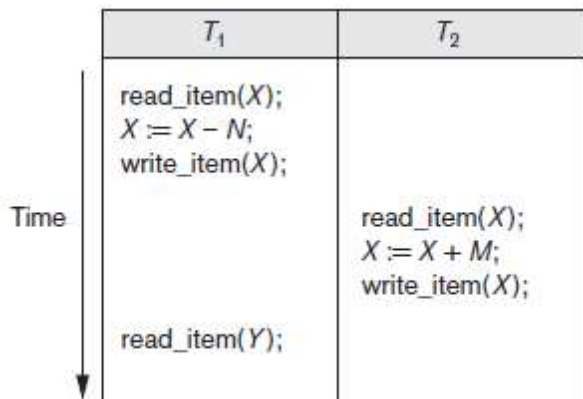 T₁ T₂
read_item(X);
X := X – N;
write_item(X);
Time
read_item(X);
X := X + M;
write_item(X);
read_item(Y);